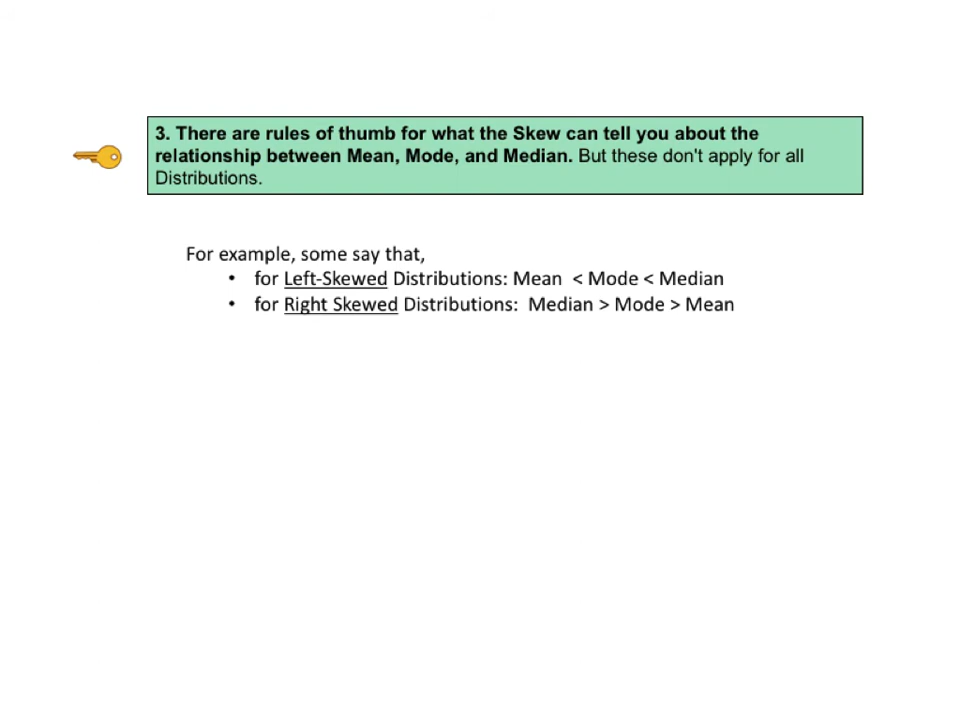 3. There are rules of thumb for what the Skew can tell you about the
relationship between Mean, Mode, and Median. But these don't apply for all
Distributions.
For example, some say that,
• for Left-Skewed Distributions: Mean < Mode < Median
• for Right Skewed Distributions: Median > Mode > Mean